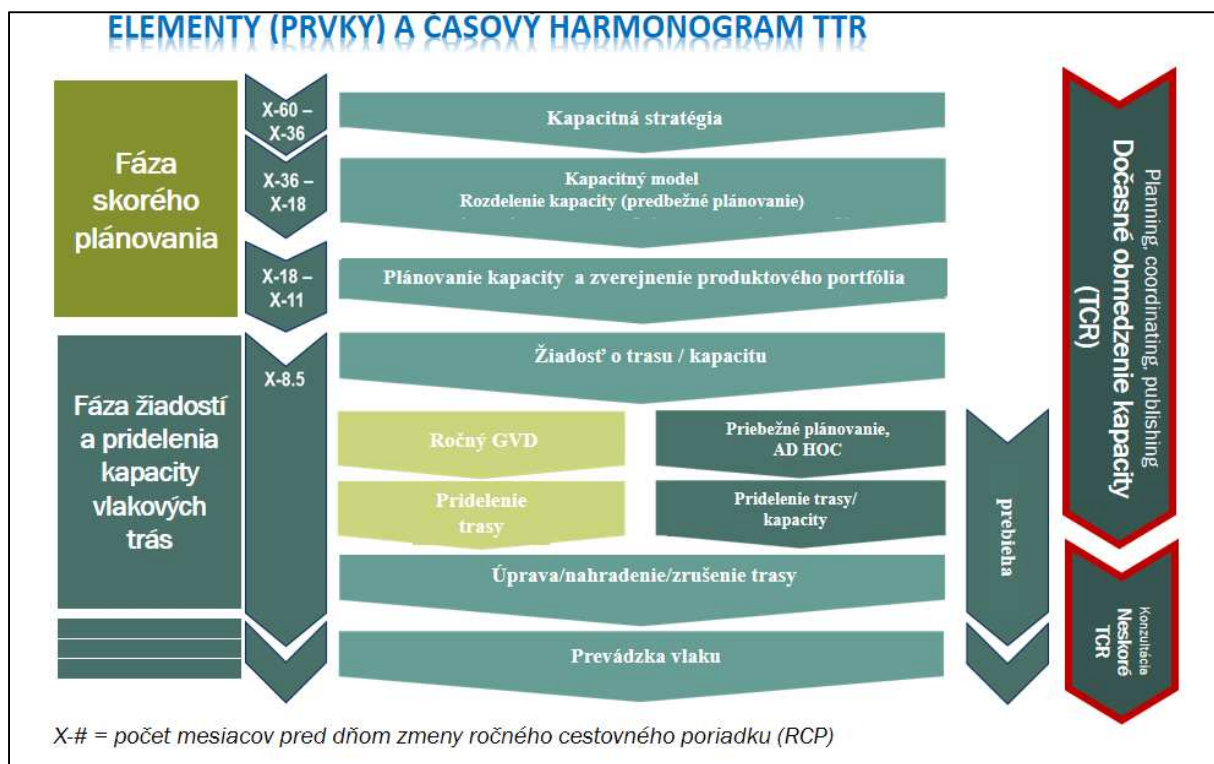 ELEMENTY (PRVKY) A ČASOVÝ HARMONOGRAM TTR
Fáza
skorého
plánovania
X-60 –
X-36
Kapacitná stratégia
X-36 –
X-18
Kapacitný model
Rozdelenie kapacity (predbežné plánovanie)
X-18 –
X-11
Plánovanie kapacity a zverejnenie produktového portfólia
Fáza žiadostí
a pridelenia
kapacity
vlakových
trás
X-8.5
Žiadosť o trasu / kapacitu
Ročný GVD
Priebežné plánovanie,
AD HOC
Pridelenie
trasy
Pridelenie trasy/
kapacity
Úprava/nahradenie/zrušenie trasy
Prevádzka vlaku
prebieha
Planning, coordinating, publishing
Dočasné obmedzenie kapacity
(TCR)
Konzultácia
Neskoré
TCR
X-# = počet mesiacov pred dňom zmeny ročného cestovného poriadku (RCP)